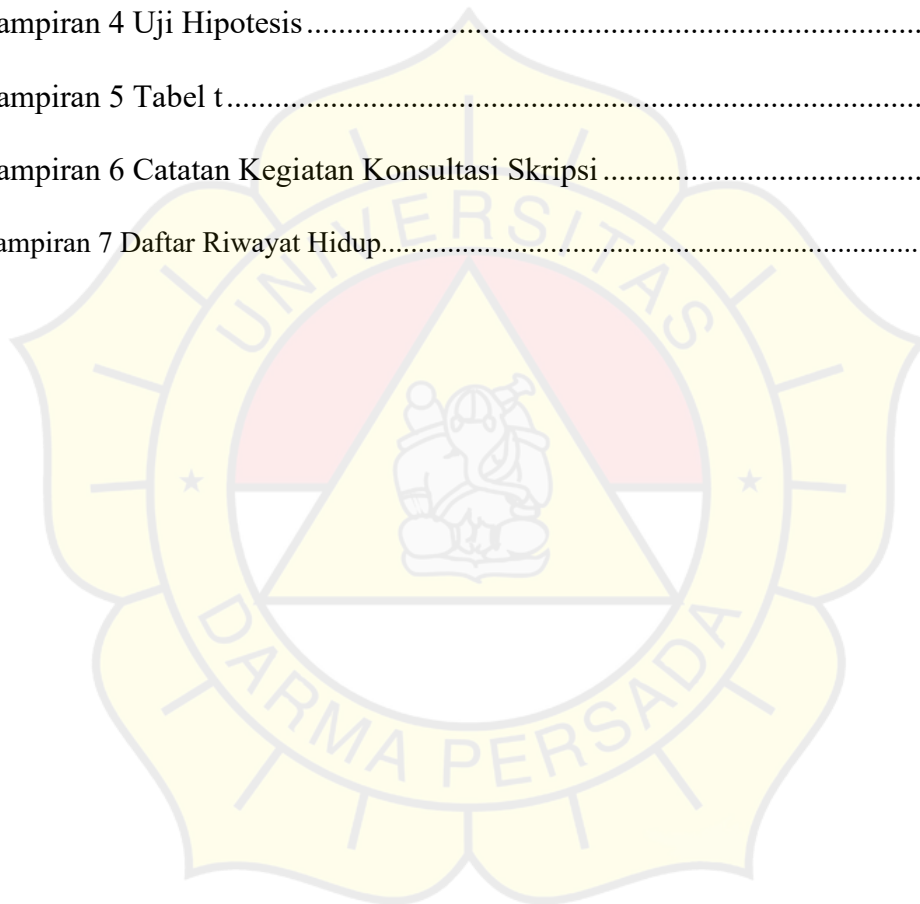 ampiran 4 Uji Hipotesis........................................................................................
ampiran 5 Tabel t..................................................................................................
ampiran 6 Catatan Kegiatan Konsultasi Skripsi..........................................
ampiran 7 Daftar Riwayat Hidup..........................................................................
UNIVERSITAS
DARMA PERSADA